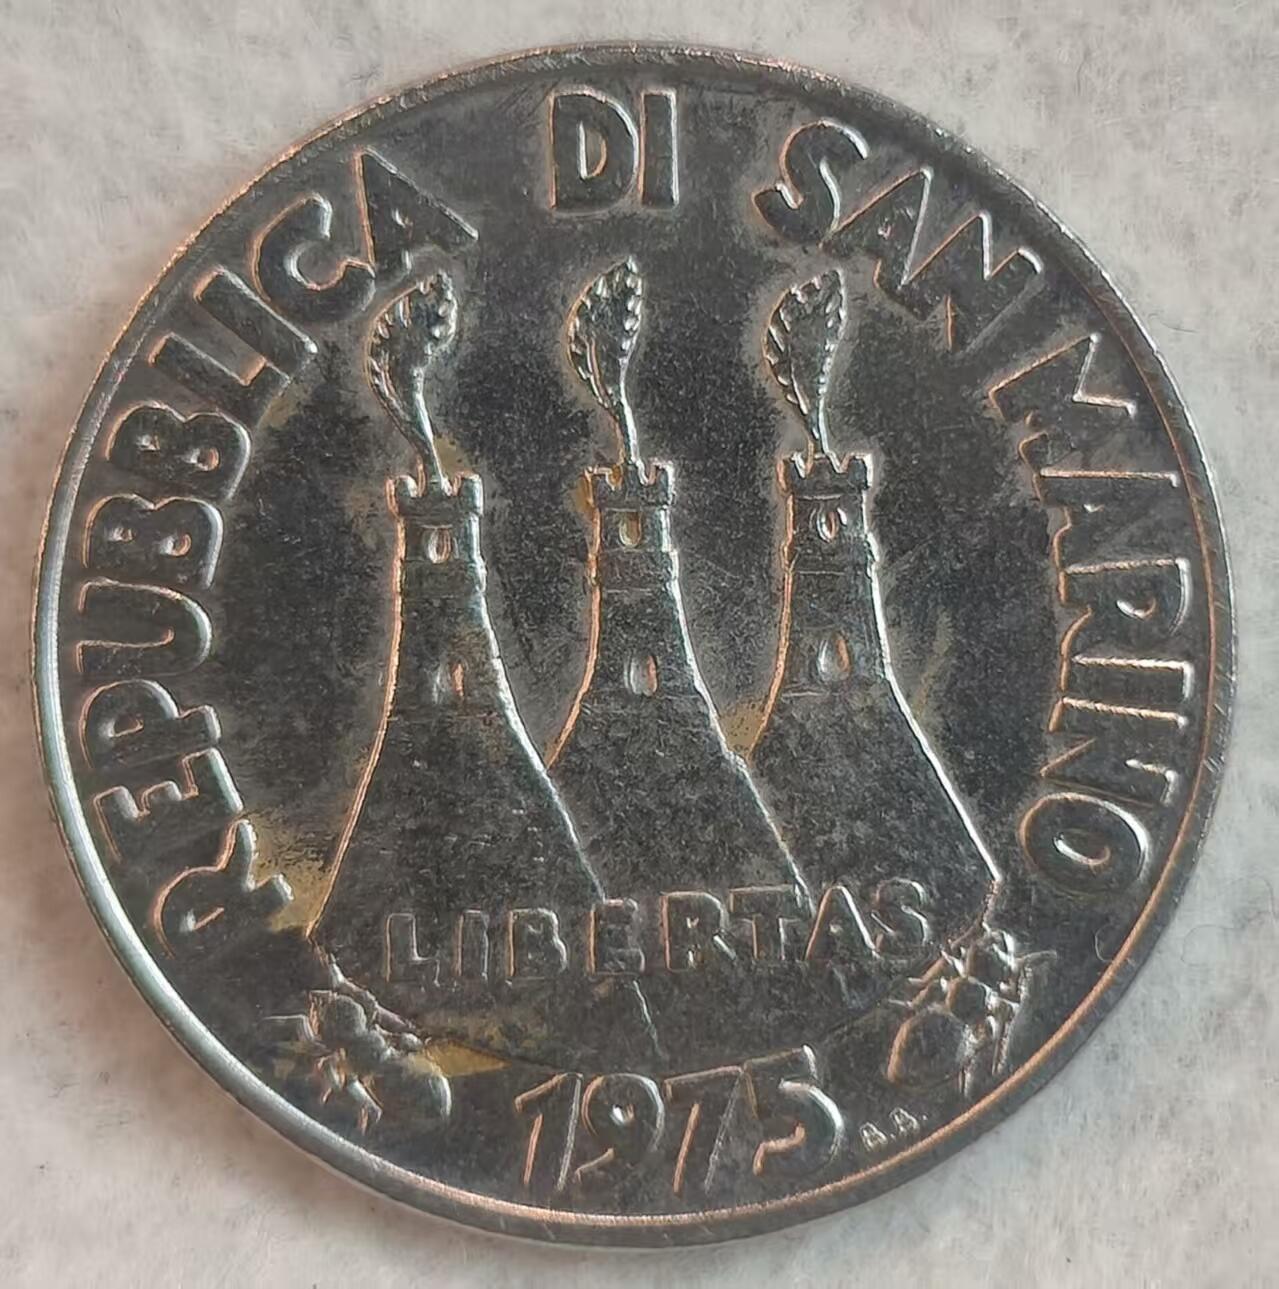 REPUBBLICA DI SAN MARINO
LIBERTAS
1975
B.B.